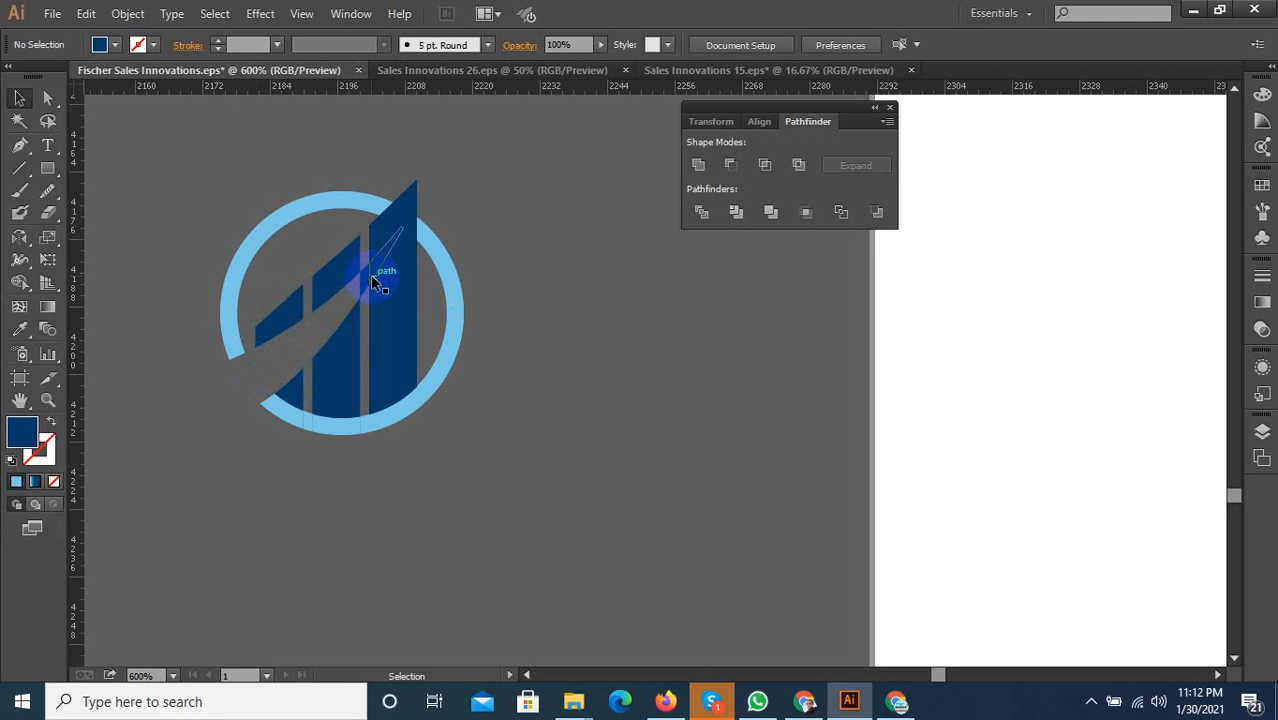 Ai File Edit Object Type Select Effect View Window Help Br Essentials
No Selection Stroke: 5 pt. Round Opacity: 100% Style: Document Setup Preferences
Fischer Sales Innovations.eps* @ 600% (RGB/Preview) Sales Innovations 26.eps @ 50% (RGB/Preview) Sales Innovations 15.eps* @ 16.67% (RGB/Preview)
2160 2172 2184 2196 2208 2220 2232 2244 2256 2268 2280 2292 2304 2316 2328 2340
Transform Align Pathfinder
Shape Modes:
Expand
Pathfinders:
path
600% 1 Selection
Type here to search
1
Ai
11:12 PM
1/30/2021
21